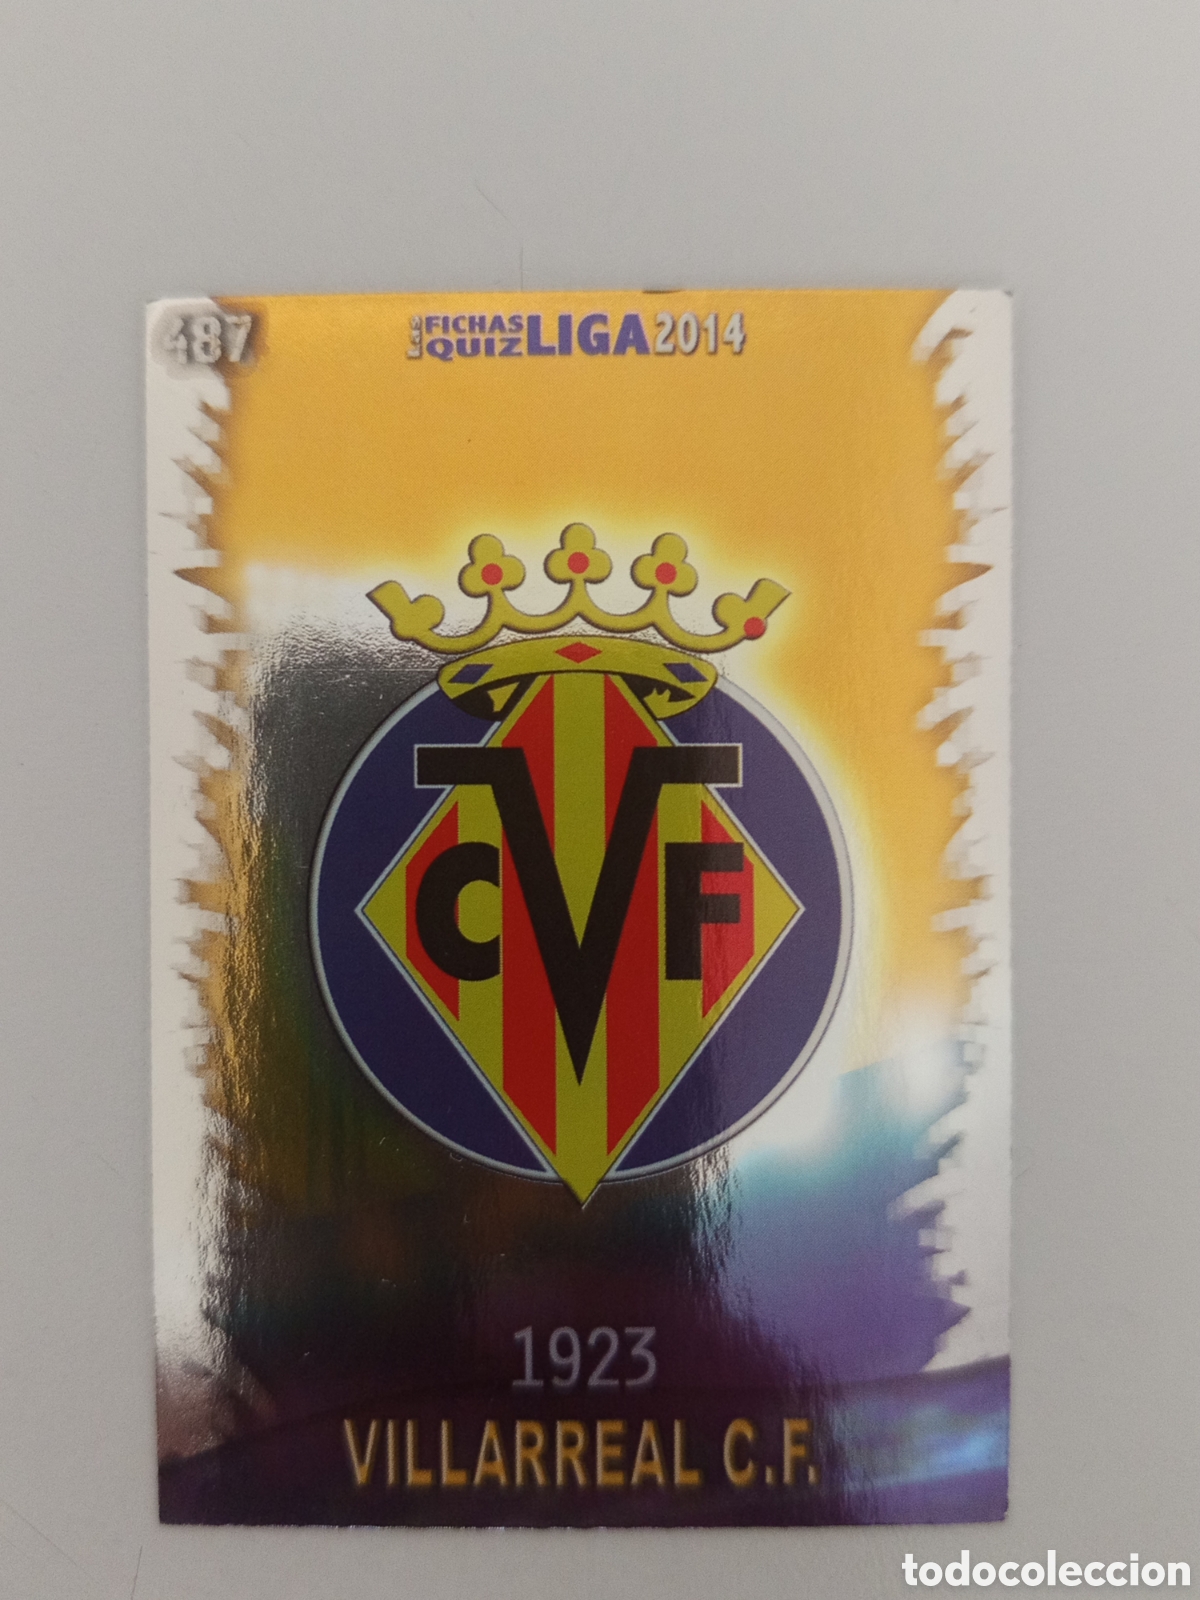 487
Las FICHAS QUIZ LIGA 2014
CVF
1923
VILLARREAL C.F.
todocoleccion